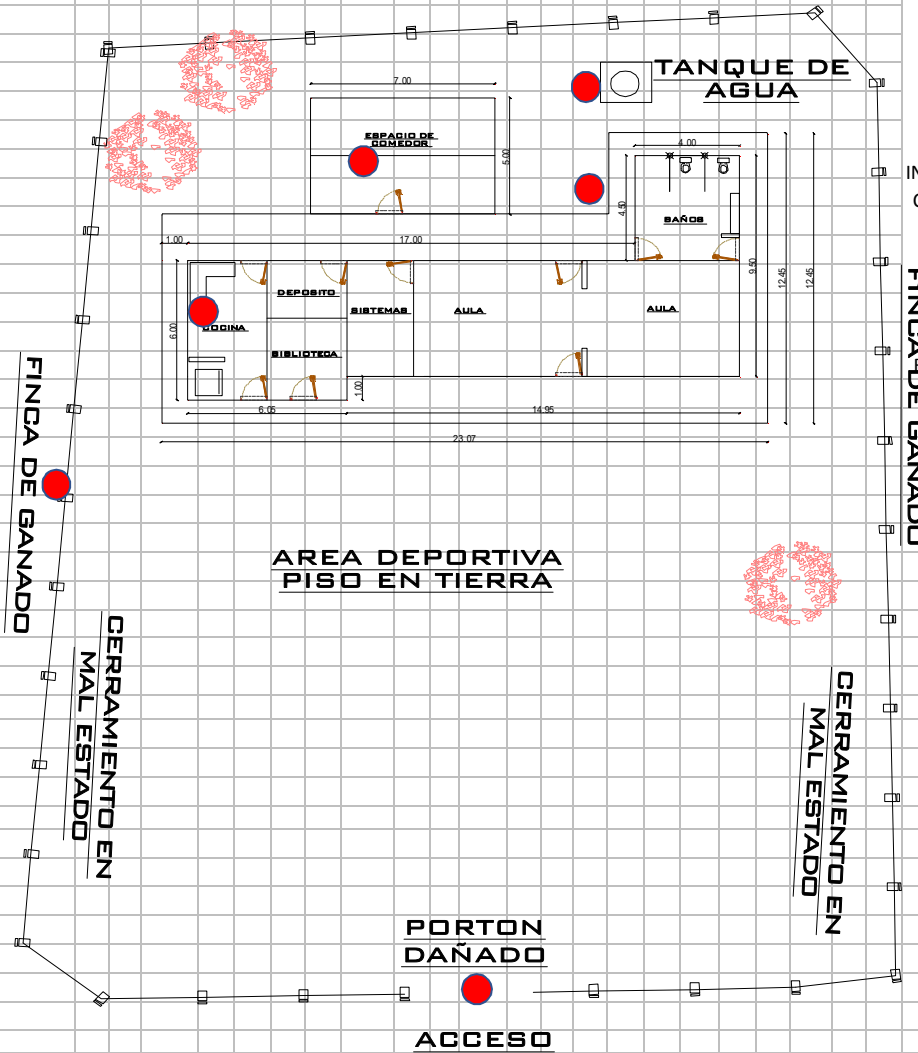 TANQUE DE
AGUA
7.00
ESPACIO DE
COMEDOR
5.00
4.00
IN
4.50
BAÑOS
1.00
17.00
9.50
12.45
12.45
DEPOSITO
SISTEMAS
AULA
AULA
COCINA
6.00
BIBLIOTECA
1.00
6.05
14.95
23.07
FINCA DE GANADO
FINCA DE GANADO
AREA DEPORTIVA
PISO EN TIERRA
CERRAMIENTO EN
MAL ESTADO
CERRAMIENTO EN
MAL ESTADO
PORTON
DAÑADO
ACCESO